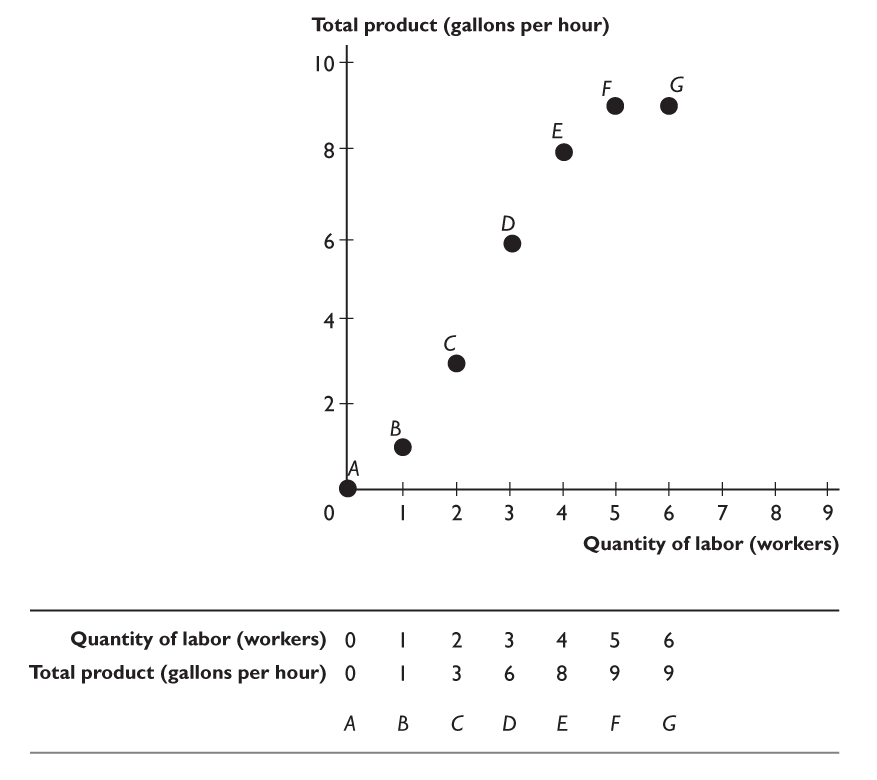 Total product (gallons per hour)
10
G
F
E
8
D
6
4
C
2
B
A
0 1 2 3 4 5 6 7 8 9
Quantity of labor (workers)
Quantity of labor (workers) 0 1 2 3 4 5 6
Total product (gallons per hour) 0 1 3 6 8 9 9
A B C D E F G